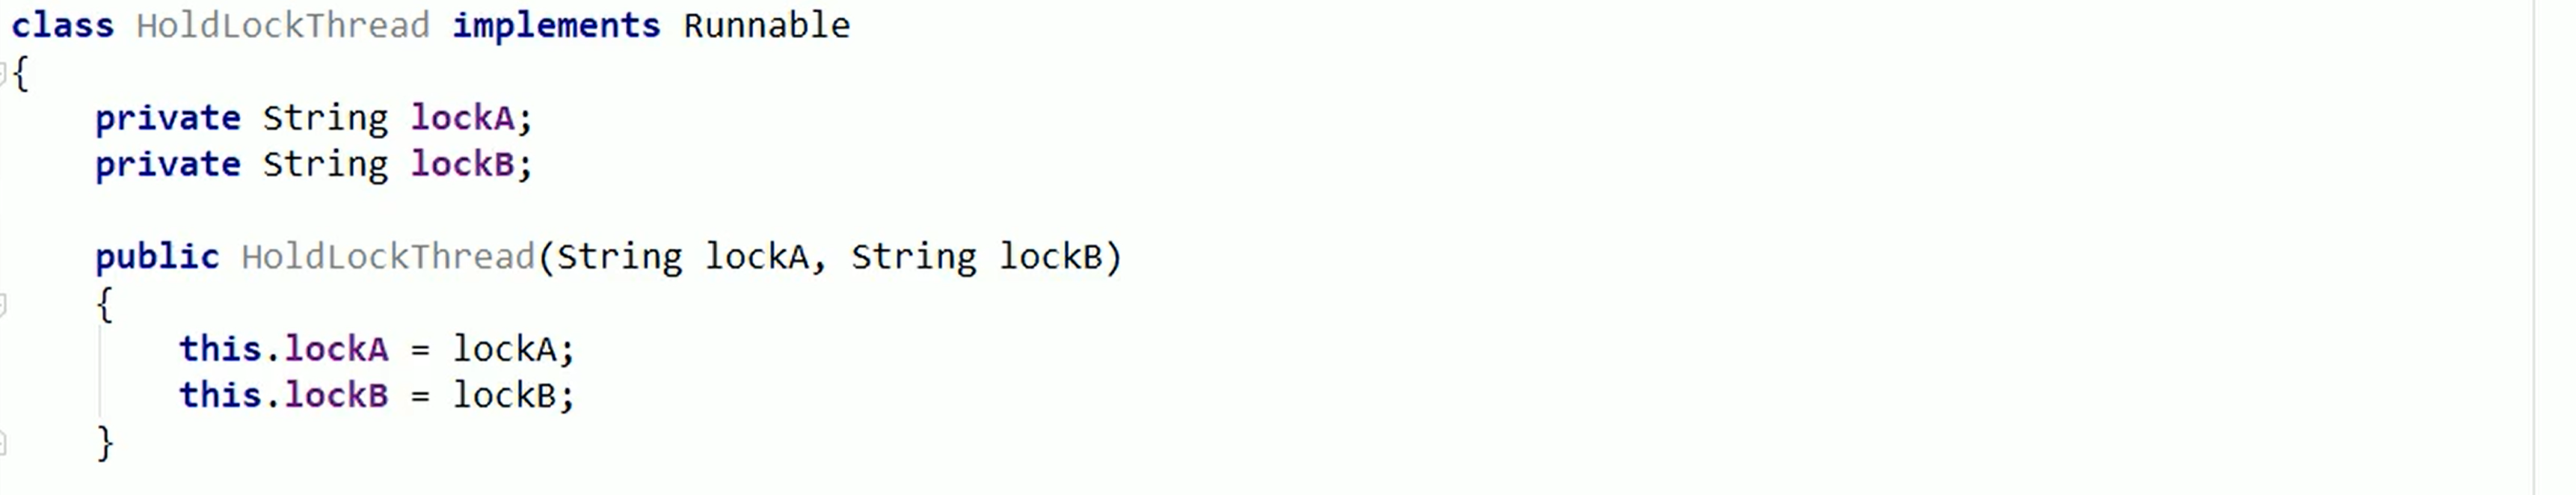 class HoldLockThread implements Runnable
{
    private String lockA;
    private String lockB;

    public HoldLockThread(String lockA, String lockB)
    {
        this.lockA = lockA;
        this.lockB = lockB;
    }